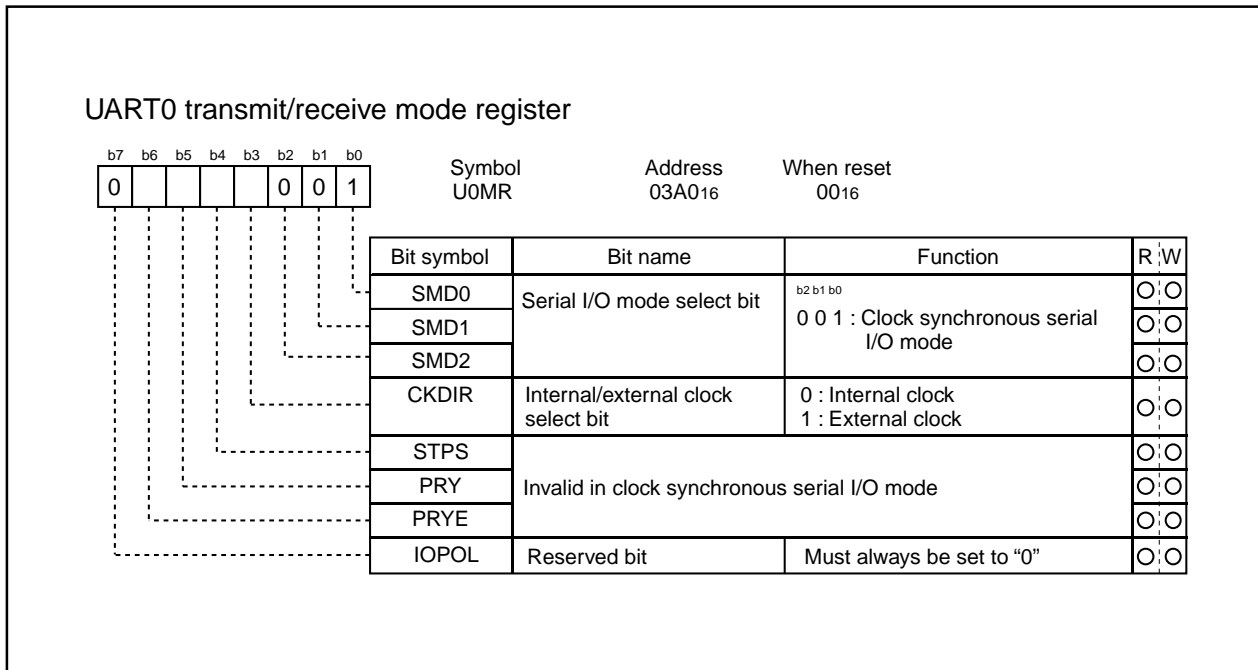 UART0 transmit/receive mode register
b7 b6 b5 b4 b3 b2 b1 b0
0 0 0 1
Symbol Address When reset
U0MR 03A016 0016
Bit symbol Bit name Function R W
SMD0 Serial I/O mode select bit b2 b1 b0
SMD1 0 0 1 : Clock synchronous serial
I/O mode
SMD2
CKDIR Internal/external clock 0 : Internal clock
select bit 1 : External clock
STPS
PRY Invalid in clock synchronous serial I/O mode
PRYE
IOPOL Reserved bit Must always be set to “0”